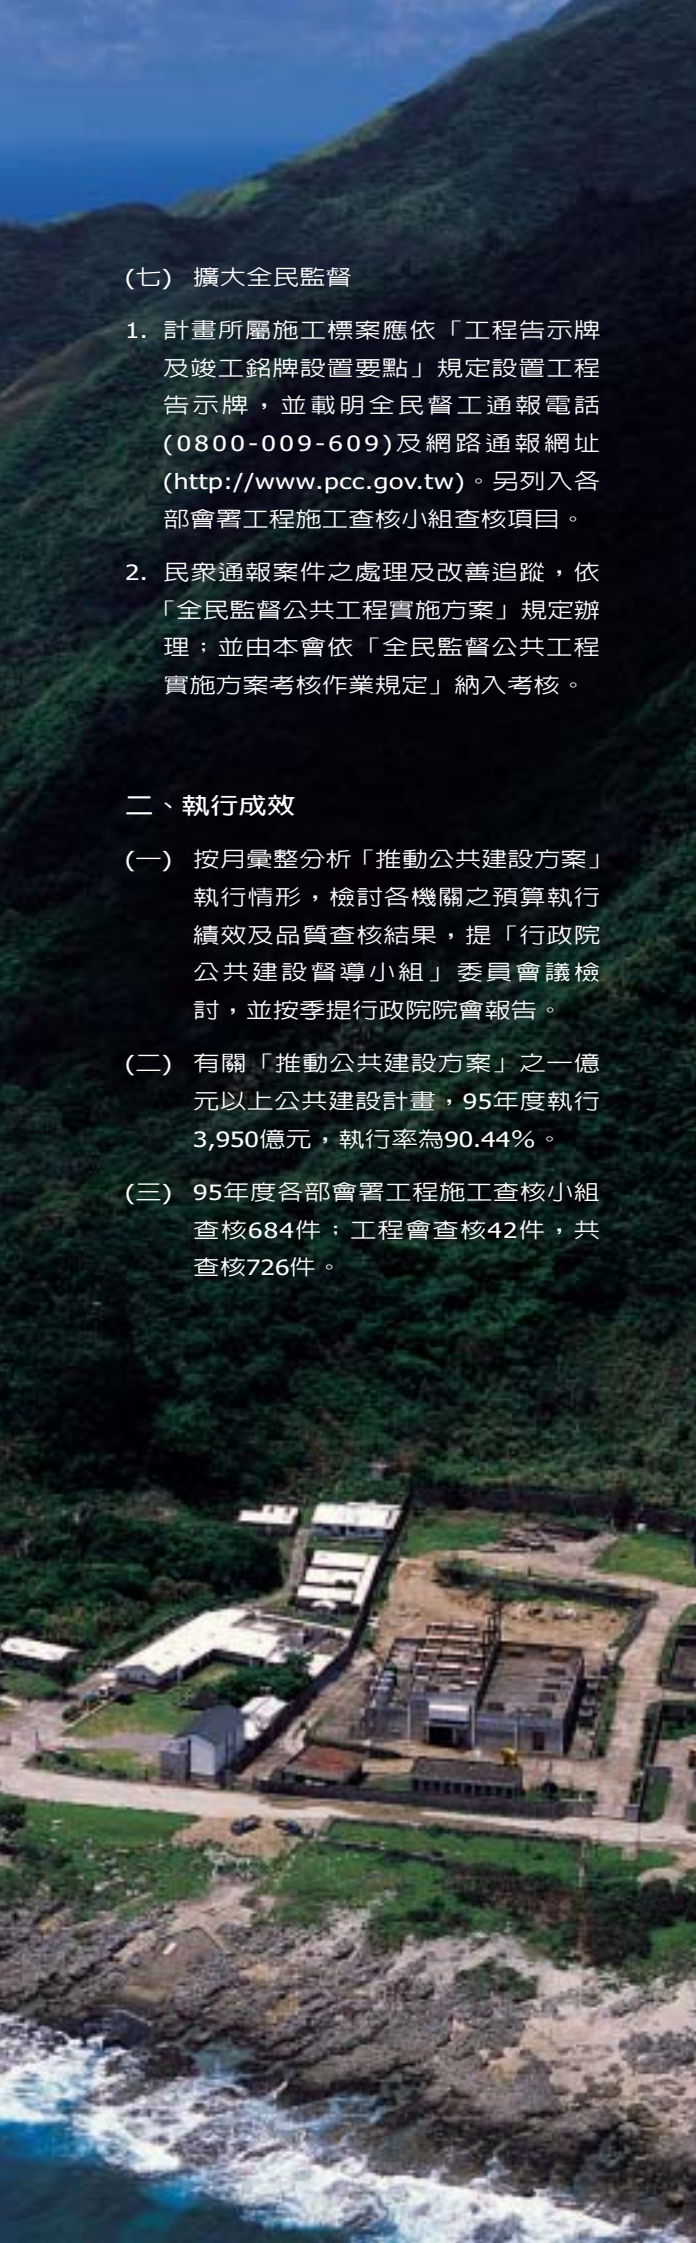 (七) 擴大全民監督
1. 計畫所屬施工標案應依「工程告示牌
及竣工銘牌設置要點」規定設置工程
告示牌，並載明全民督工通報電話
(0800-009-609)及網路通報網址
(http://www.pcc.gov.tw)。另列入各
部會署工程施工查核小組查核項目。
2. 民眾通報案件之處理及改善追蹤，依
「全民監督公共工程實施方案」規定辦
理；並由本會依「全民監督公共工程
實施方案考核作業規定」納入考核。
二、執行成效
(一) 按月彙整分析「推動公共建設方案」
執行情形，檢討各機關之預算執行
績效及品質查核結果，提「行政院
公共建設督導小組」委員會議檢
討，並按季提行政院院會報告。
(二) 有關「推動公共建設方案」之一億
元以上公共建設計畫，95年度執行
3,950億元，執行率為90.44%。
(三) 95年度各部會署工程施工查核小組
查核684件；工程會查核42件，共
查核726件。